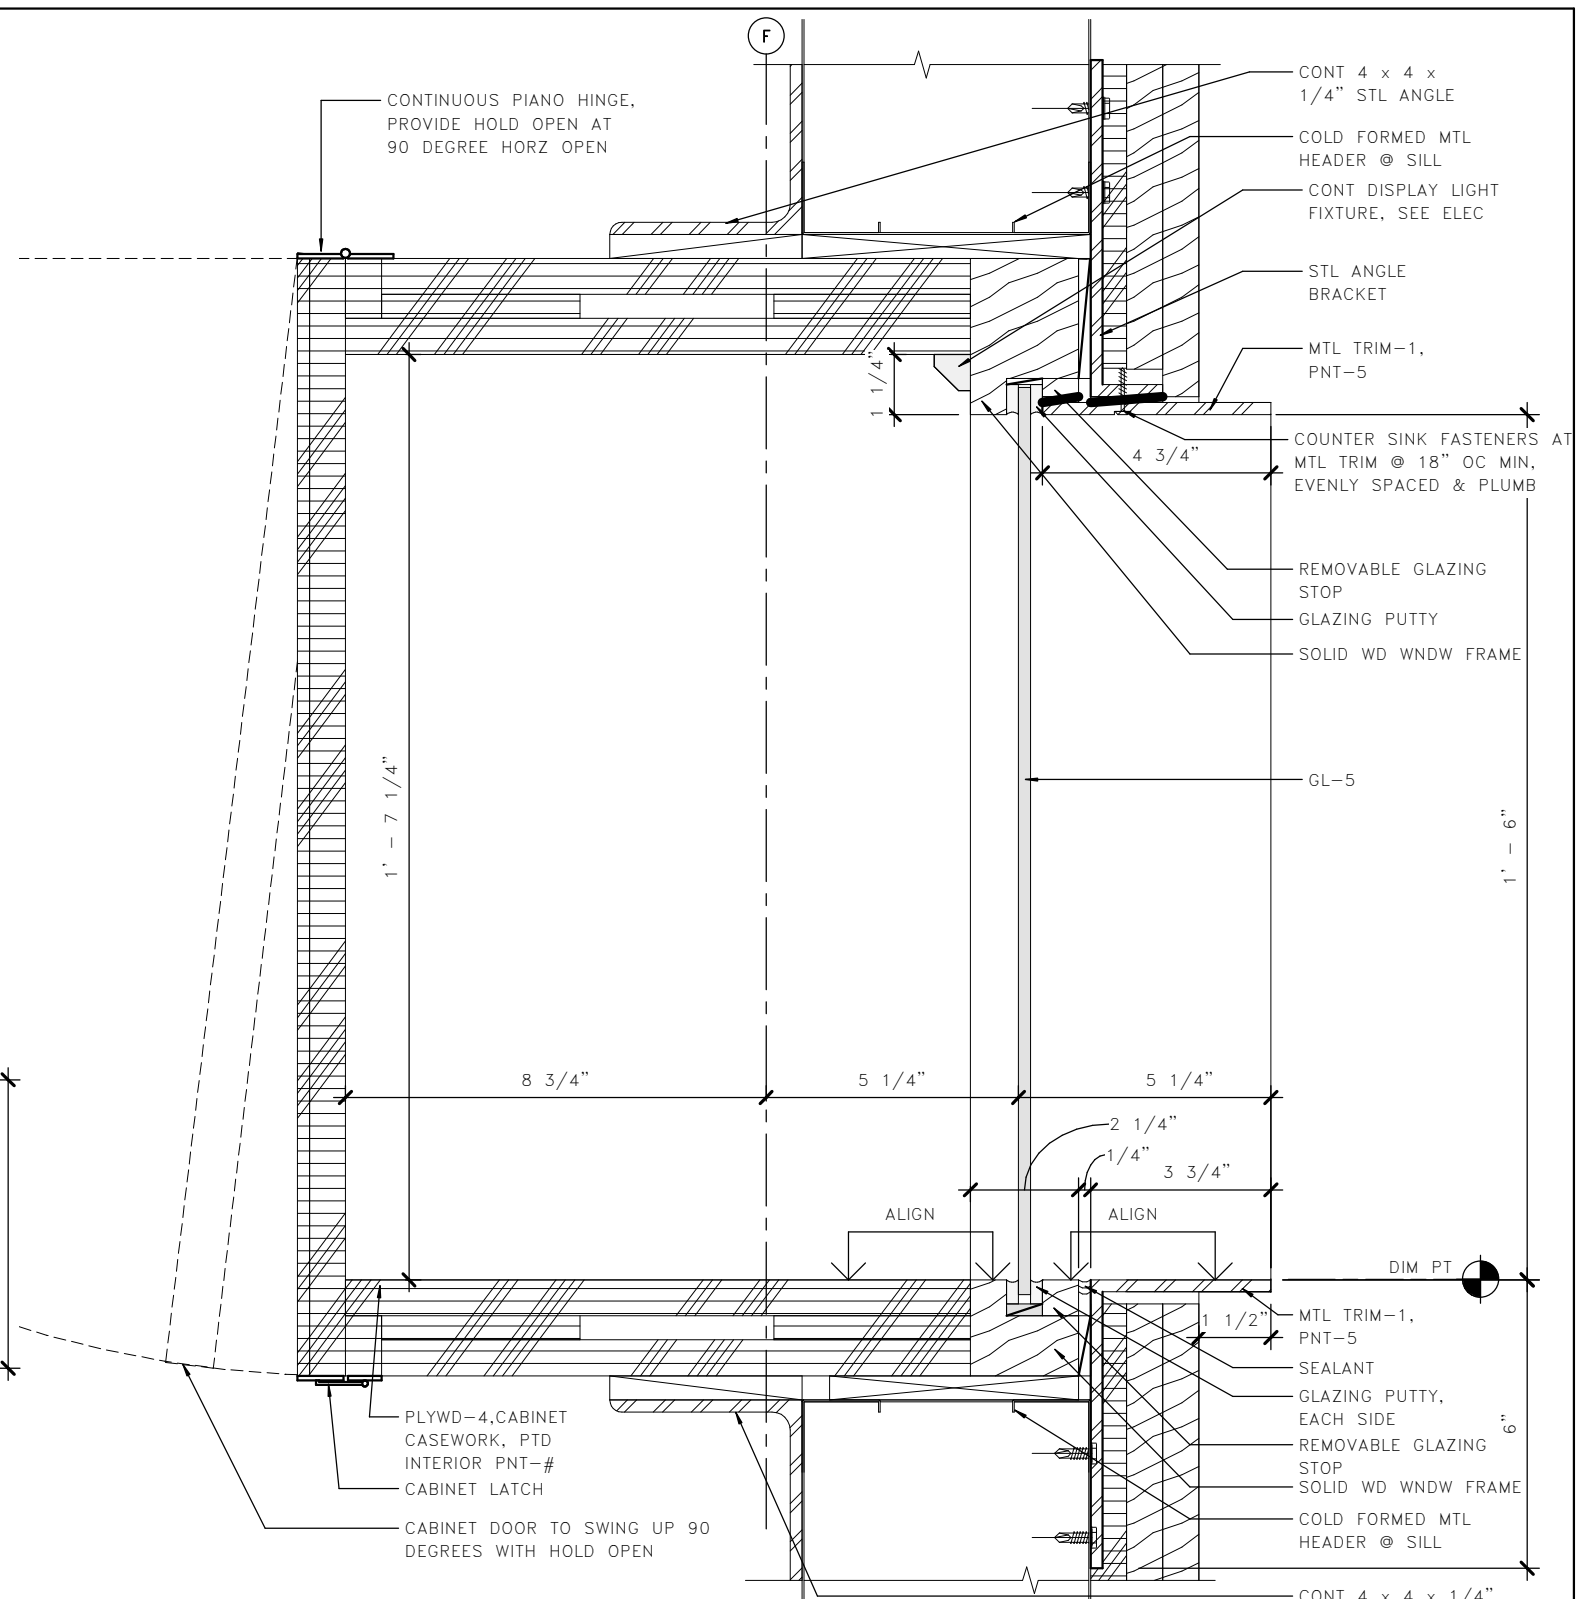 F
CONTINUOUS PIANO HINGE,
PROVIDE HOLD OPEN AT
90 DEGREE HORZ OPEN
CONT 4 x 4 x
1/4” STL ANGLE
COLD FORMED MTL
HEADER @ SILL
CONT DISPLAY LIGHT
FIXTURE, SEE ELEC
STL ANGLE
BRACKET
MTL TRIM-1,
PNT-5
1 1/4”
COUNTER SINK FASTENERS AT
MTL TRIM @ 18” OC MIN,
EVENLY SPACED & PLUMB
4 3/4”
REMOVABLE GLAZING
STOP
GLAZING PUTTY
SOLID WD WNDW FRAME
GL-5
1’ - 7 1/4”
1’ - 6”
8 3/4”
5 1/4”
5 1/4”
2 1/4”
1/4”
3 3/4”
ALIGN
ALIGN
DIM PT
1 1/2”
MTL TRIM-1,
PNT-5
SEALANT
GLAZING PUTTY,
EACH SIDE
6”
REMOVABLE GLAZING
STOP
SOLID WD WNDW FRAME
COLD FORMED MTL
HEADER @ SILL
CONT 4 x 4 x 1/4”
PLYWD-4,CABINET
CASEWORK, PTD
INTERIOR PNT-#
CABINET LATCH
CABINET DOOR TO SWING UP 90
DEGREES WITH HOLD OPEN